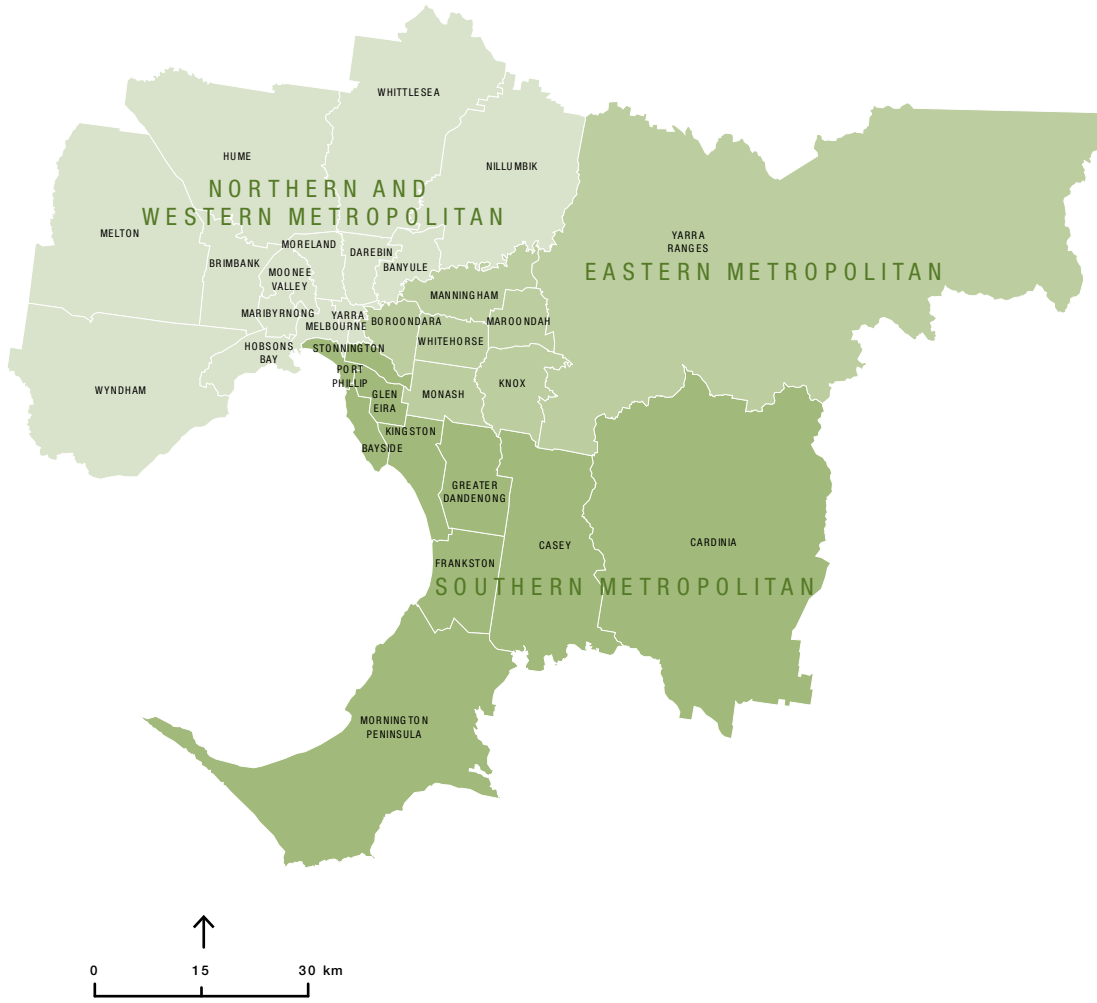 WHITTLESEA
HUME
NILLUMBIK
NORTHERN AND
WESTERN METROPOLITAN
MELTON
YARRA
RANGES
MORELAND
DAREBIN
BRIMBANK
BANYULE
MOONEE
VALLEY
EASTERN METROPOLITAN
MANNINGHAM
MARIBYRNONG
YARRA
MELBOURNE
BOROONDARA
MAROONDAH
WHITEHORSE
HOBSONS
BAY
STONNINGTON
PORT
PHILLIP
WYNDHAM
GLEN
EIRA
MONASH
KNOX
KINGSTON
BAYSIDE
GREATER
DANDENONG
CASEY
CARDINIA
FRANKSTON
SOUTHERN METROPOLITAN
MORNINGTON
PENINSULA
0 15 30 km